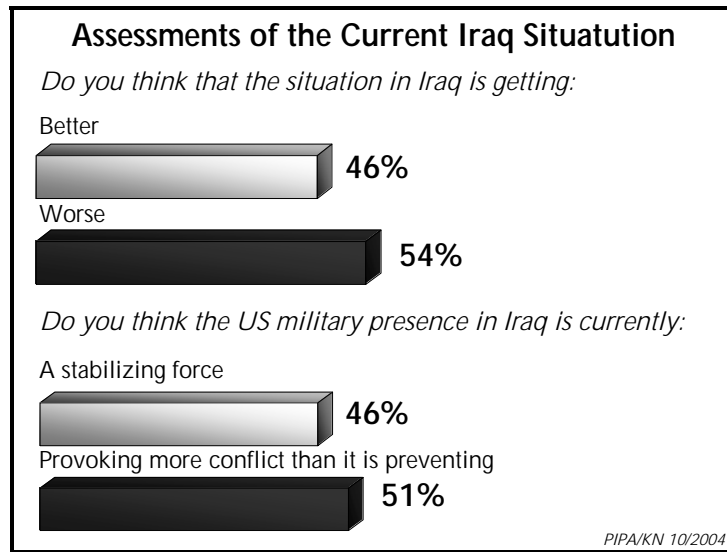 Assessments of the Current Iraq Situatution
Do you think that the situation in Iraq is getting:
Better
46%
Worse
54%
Do you think the US military presence in Iraq is currently:
A stabilizing force
46%
Provoking more conflict than it is preventing
51%
PIPA/KN 10/2004